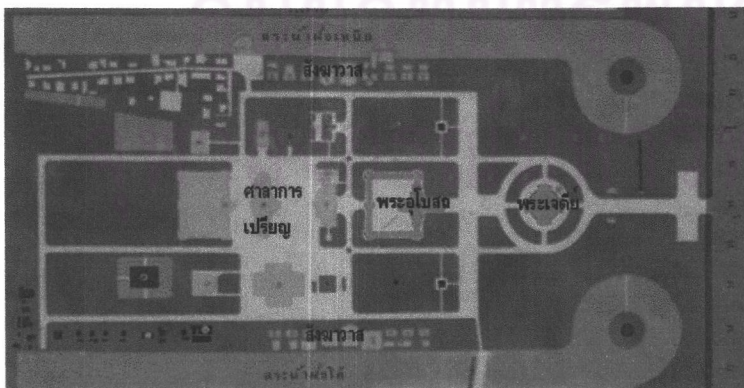 สระน้ำฝั่งเหนือ
สังฆาวาส
ศาลาการ
เปรียญ
พระอุโบสถ
พระเจดีย์
สังฆาวาส
สระน้ำฝั่งใต้